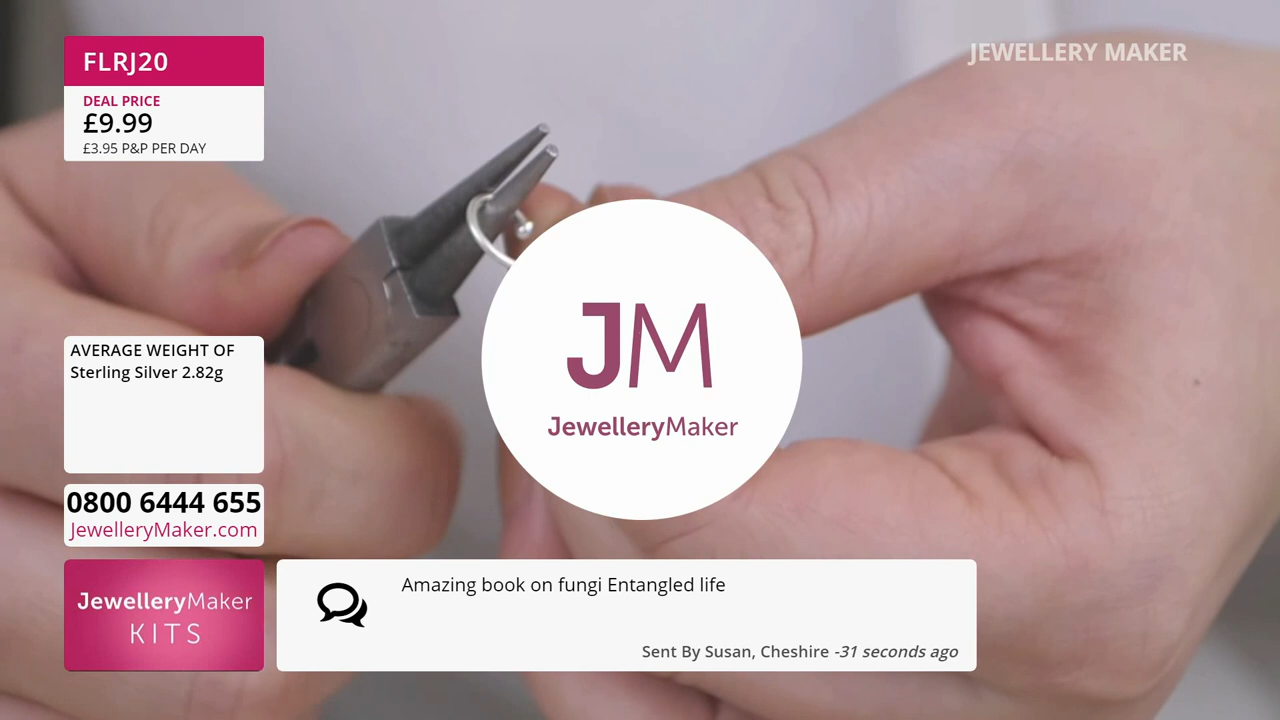 FLRJ20
DEAL PRICE
£9.99
£3.95 P&P PER DAY
JEWELLERY MAKER
AVERAGE WEIGHT OF
Sterling Silver 2.82g
JM
JewelleryMaker
0800 6444 655
JewelleryMaker.com
JewelleryMaker
KITS
Amazing book on fungi Entangled life
Sent By Susan, Cheshire -31 seconds ago